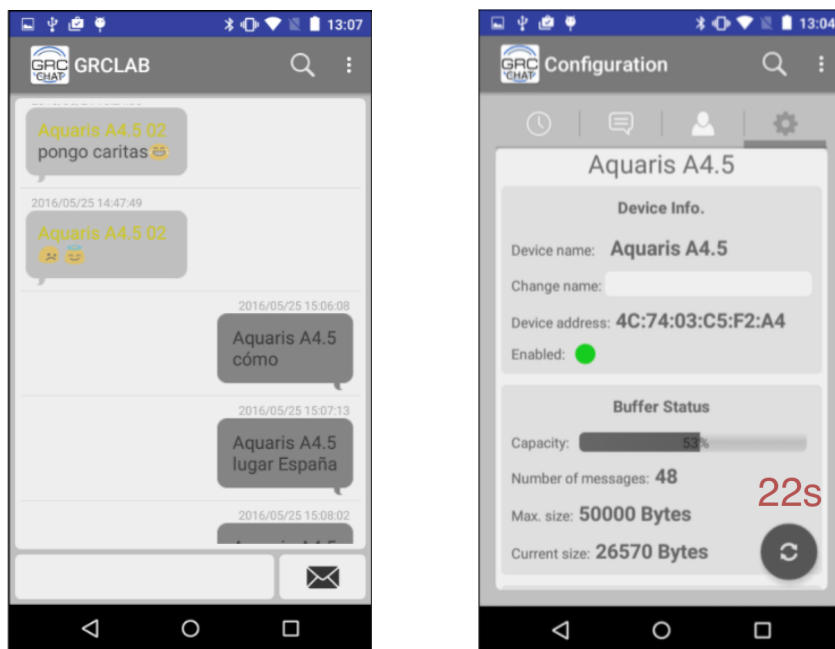 13:07
GRC
CHAT
GRCLAB
Aquaris A4.5 02
pongo caritas
2016/05/25 14:47:49
Aquaris A4.5 02
2016/05/25 15:06:08
Aquaris A4.5
cómo
2016/05/25 15:07:13
Aquaris A4.5
lugar España
2016/05/25 15:08:02
13:04
GRC
CHAT
Configuration
Aquaris A4.5
Device Info.
Device name: Aquaris A4.5
Change name:
Device address: 4C:74:03:C5:F2:A4
Enabled:
Buffer Status
Capacity: 53%
Number of messages: 48
22s
Max. size: 50000 Bytes
Current size: 26570 Bytes